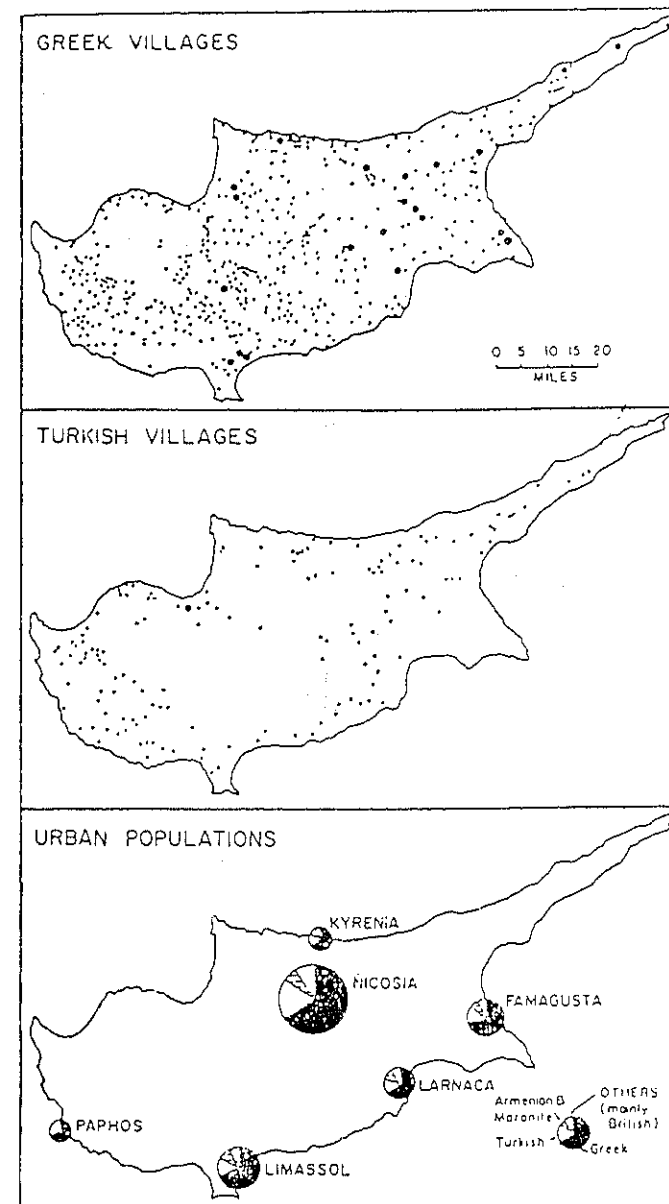 GREEK VILLAGES
0 5 10 15 20
MILES
TURKISH VILLAGES
URBAN POPULATIONS
KYRENIA
NICOSIA
FAMAGUSTA
LARNACA
PAPHOS
LIMASSOL
Armenian &
Maronite
Turkish
OTHERS
(mainly
British)
Greek